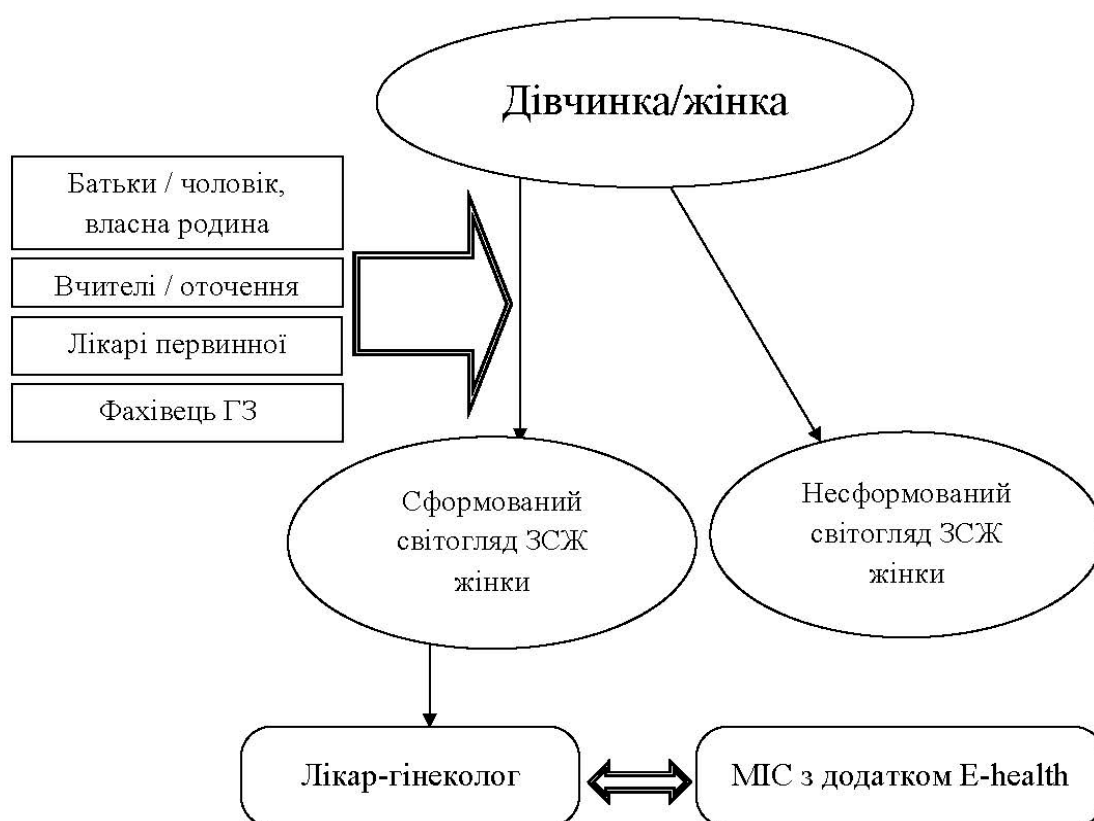 Дівчинка/жінка
Батьки / чоловік,
власна родина
Вчителі / оточення
Лікарі первинної
Фахівець ГЗ
Сформований
світогляд ЗСЖ
жінки
Несформований
світогляд ЗСЖ
жінки
Лікар-гінеколог
МІС з додатком E-health